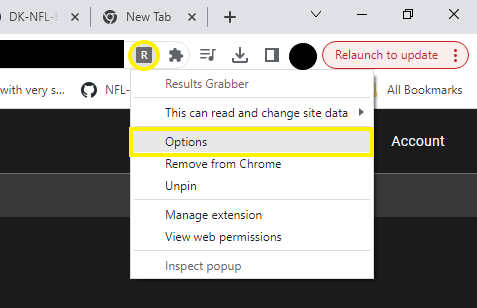 DK-NFL-E
New Tab
R
Relaunch to update
with very s...
NFL-
All Bookmarks
Results Grabber
This can read and change site data
Options
Account
Remove from Chrome
Unpin
Manage extension
View web permissions
Inspect popup